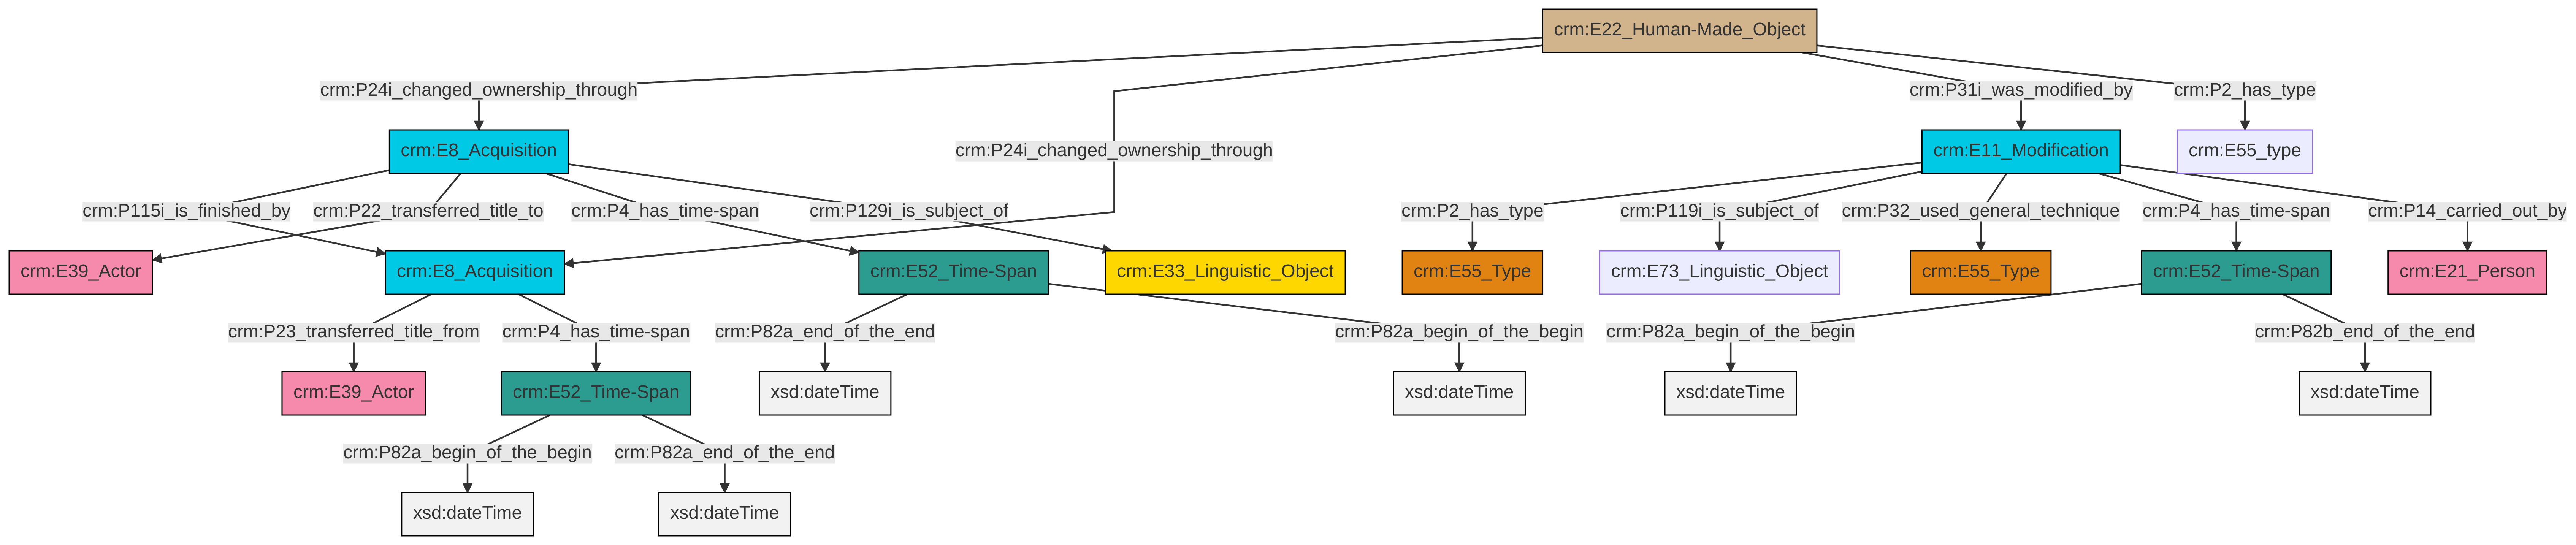 crm:E22_Human-Made_Object
crm:P24i_changed_ownership_through
crm:P31i_was_modified_by
crm:P2_has_type
crm:E8_Acquisition
crm:P24i_changed_ownership_through
crm:E11_Modification
crm:E55_type
crm:P115i_is_finished_by
crm:P22_transferred_title_to
crm:P4_has_time-span
crm:P129i_is_subject_of
crm:P2_has_type
crm:P119i_is_subject_of
crm:P32_used_general_technique
crm:P4_has_time-span
crm:P14_carried_out_by
crm:E39_Actor
crm:E8_Acquisition
crm:E52_Time-Span
crm:E33_Linguistic_Object
crm:E55_Type
crm:E73_Linguistic_Object
crm:E55_Type
crm:E52_Time-Span
crm:E21_Person
crm:P23_transferred_title_from
crm:P4_has_time-span
crm:P82a_end_of_the_end
crm:P82a_begin_of_the_begin
crm:P82a_begin_of_the_begin
crm:P82b_end_of_the_end
crm:E39_Actor
crm:E52_Time-Span
xsd:dateTime
xsd:dateTime
xsd:dateTime
xsd:dateTime
crm:P82a_begin_of_the_begin
crm:P82a_end_of_the_end
xsd:dateTime
xsd:dateTime